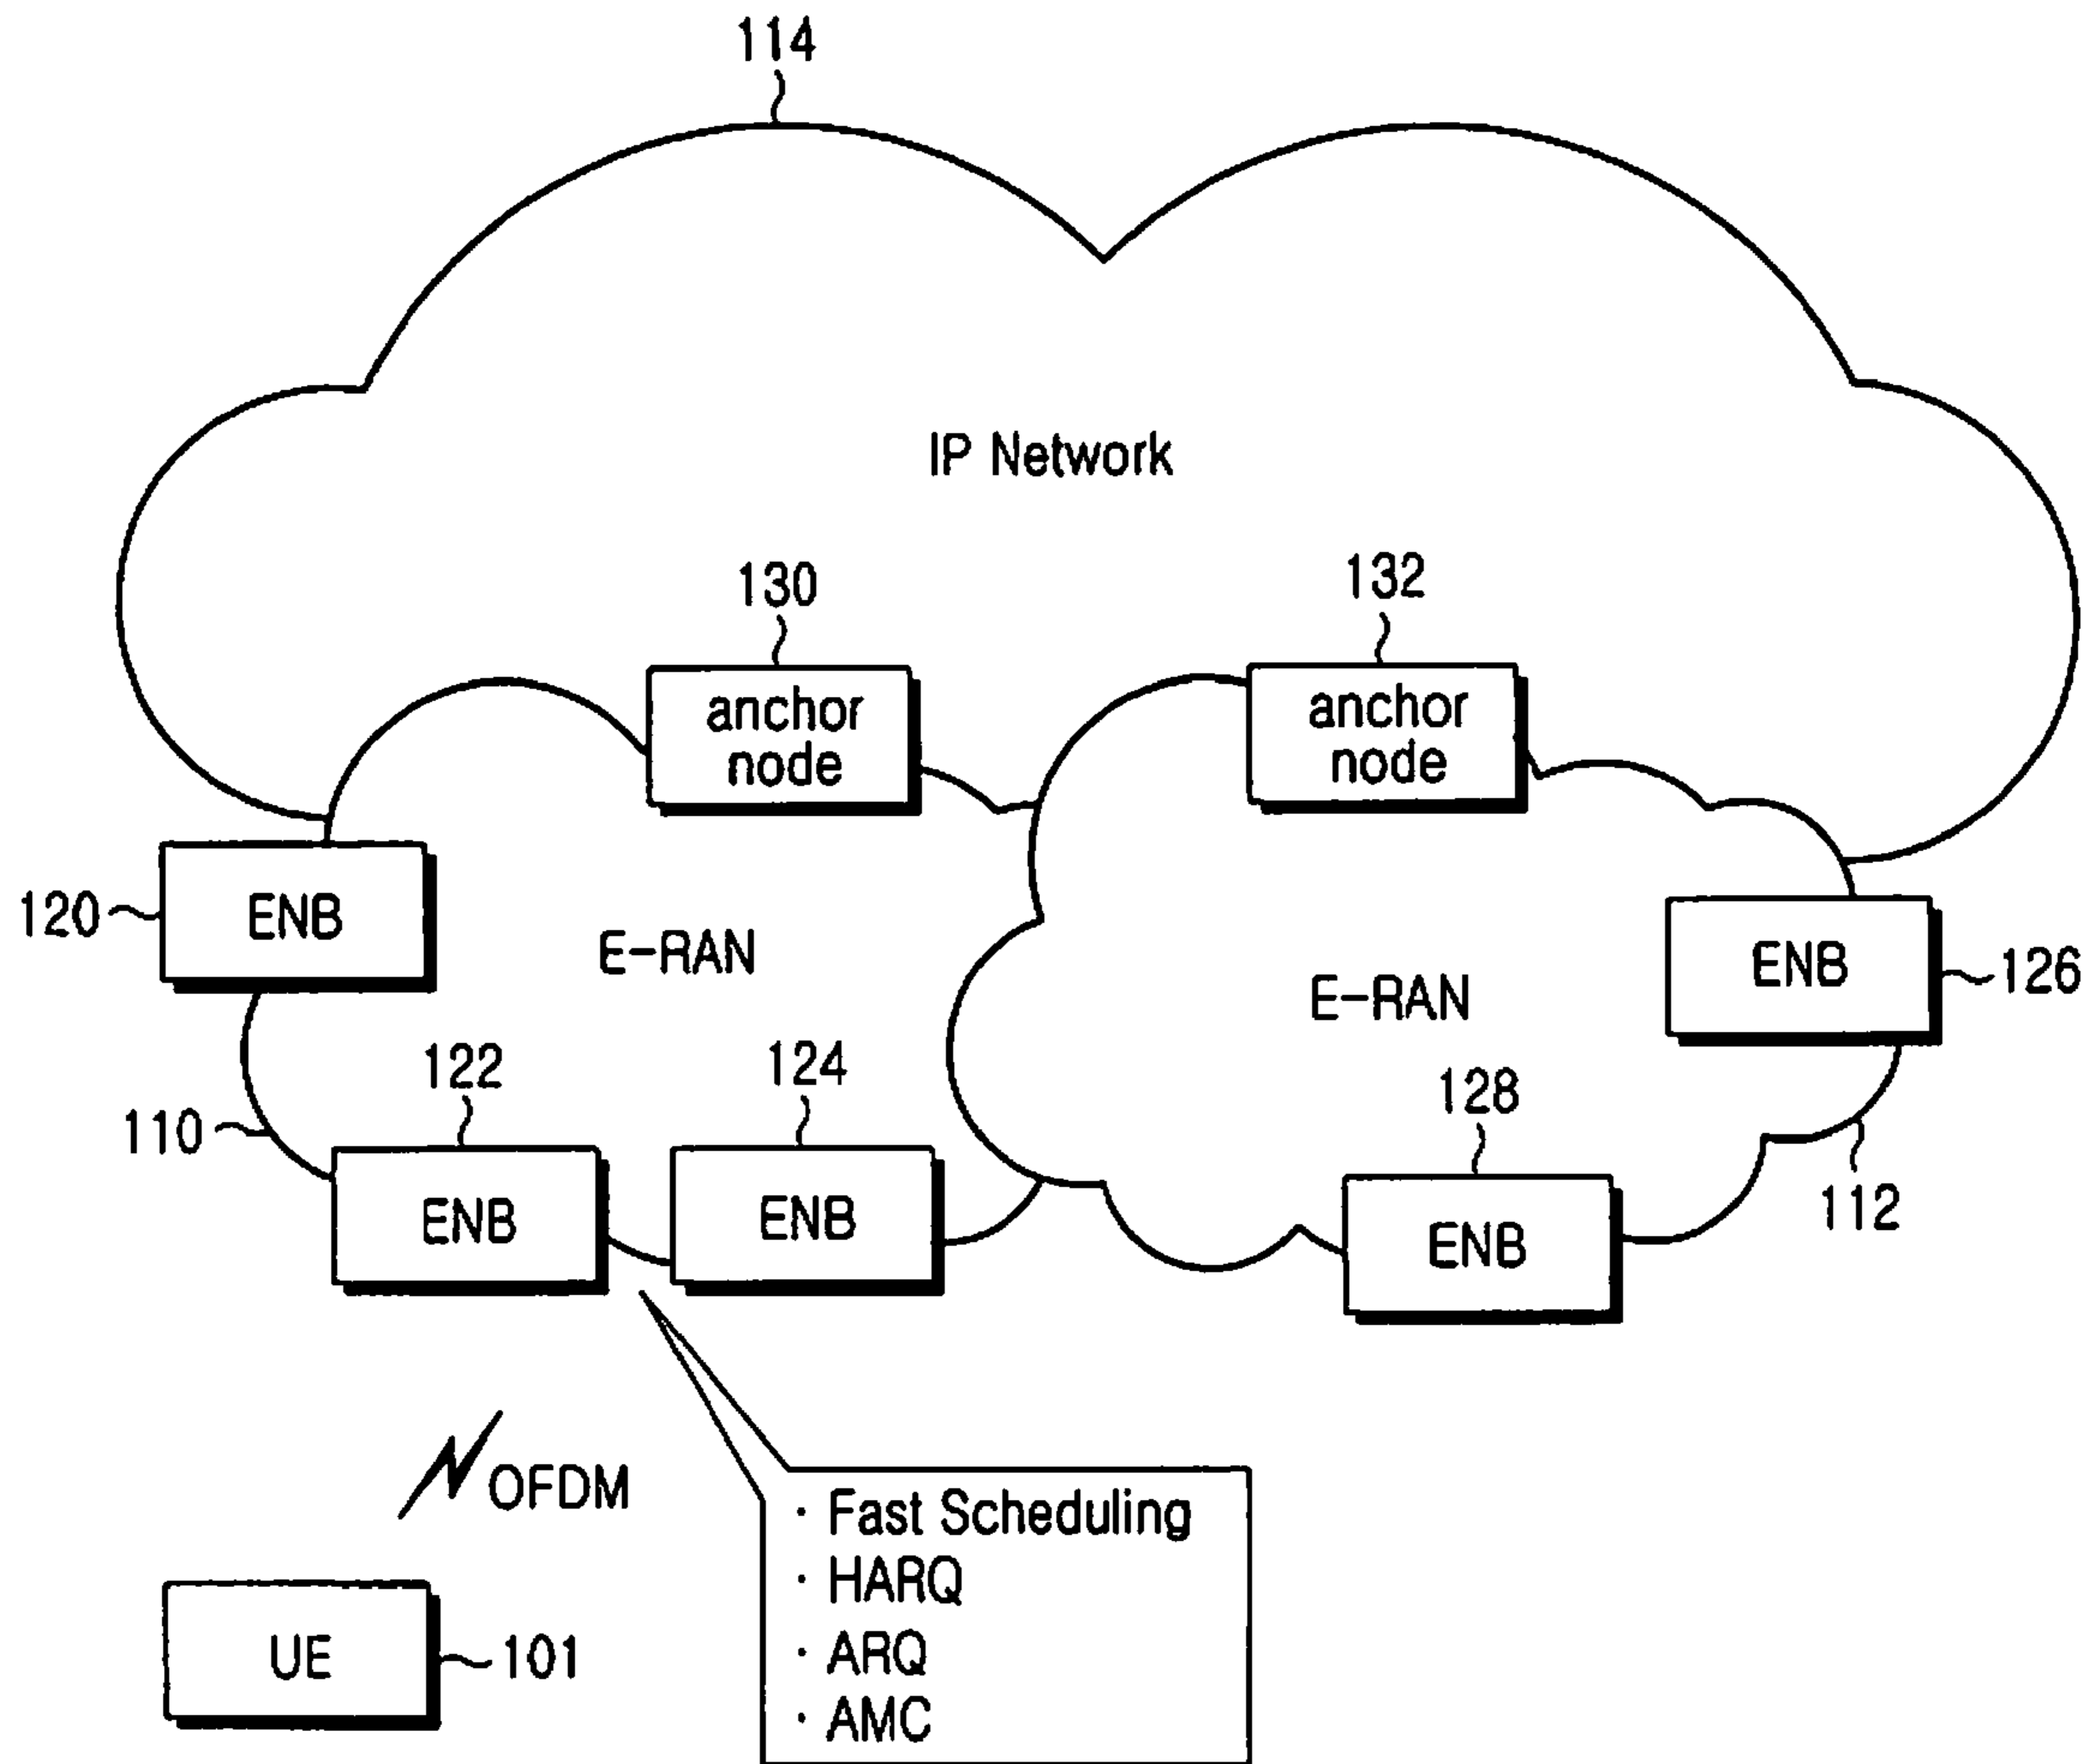 114
IP Network
130
132
anchor
node
anchor
node
120
ENB
E-RAN
E-RAN
ENB
126
110
122
124
128
112
ENB
ENB
ENB
OFDM
· Fast Scheduling
· HARQ
· ARQ
· AMC
UE
101